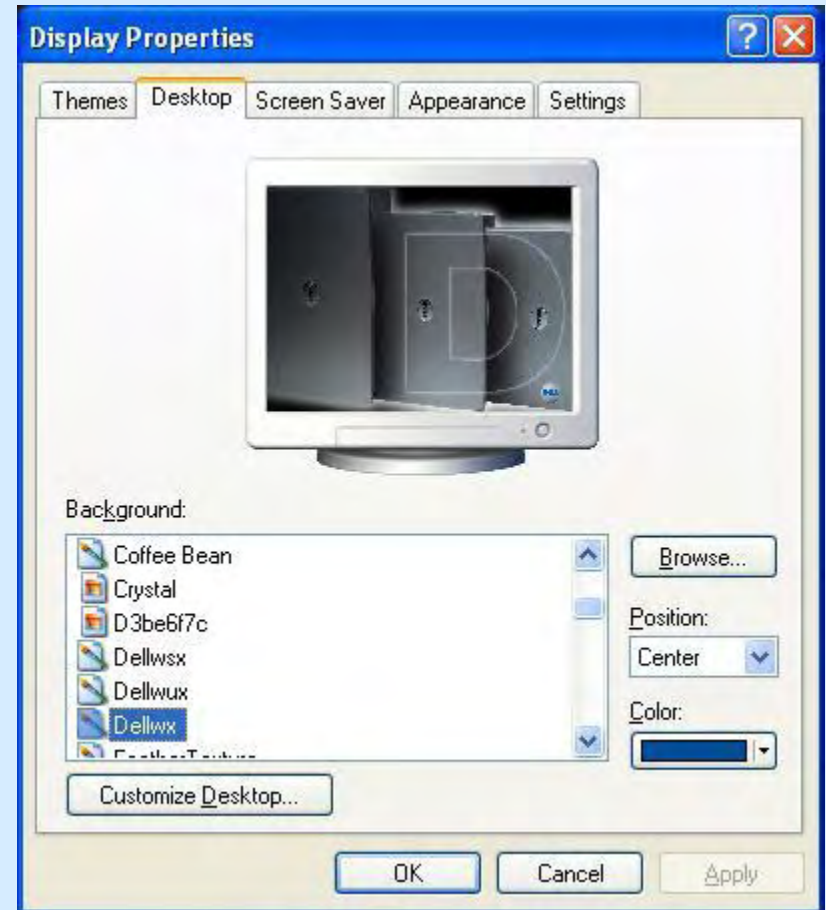 Display Properties
Themes Desktop Screen Saver Appearance Settings
Background:
Coffee Bean
Crystal
D3be6f7c
Dellwsx
Dellwux
Dellwx
Browse...
Position:
Center
Color:
Customize Desktop...
OK Cancel Apply